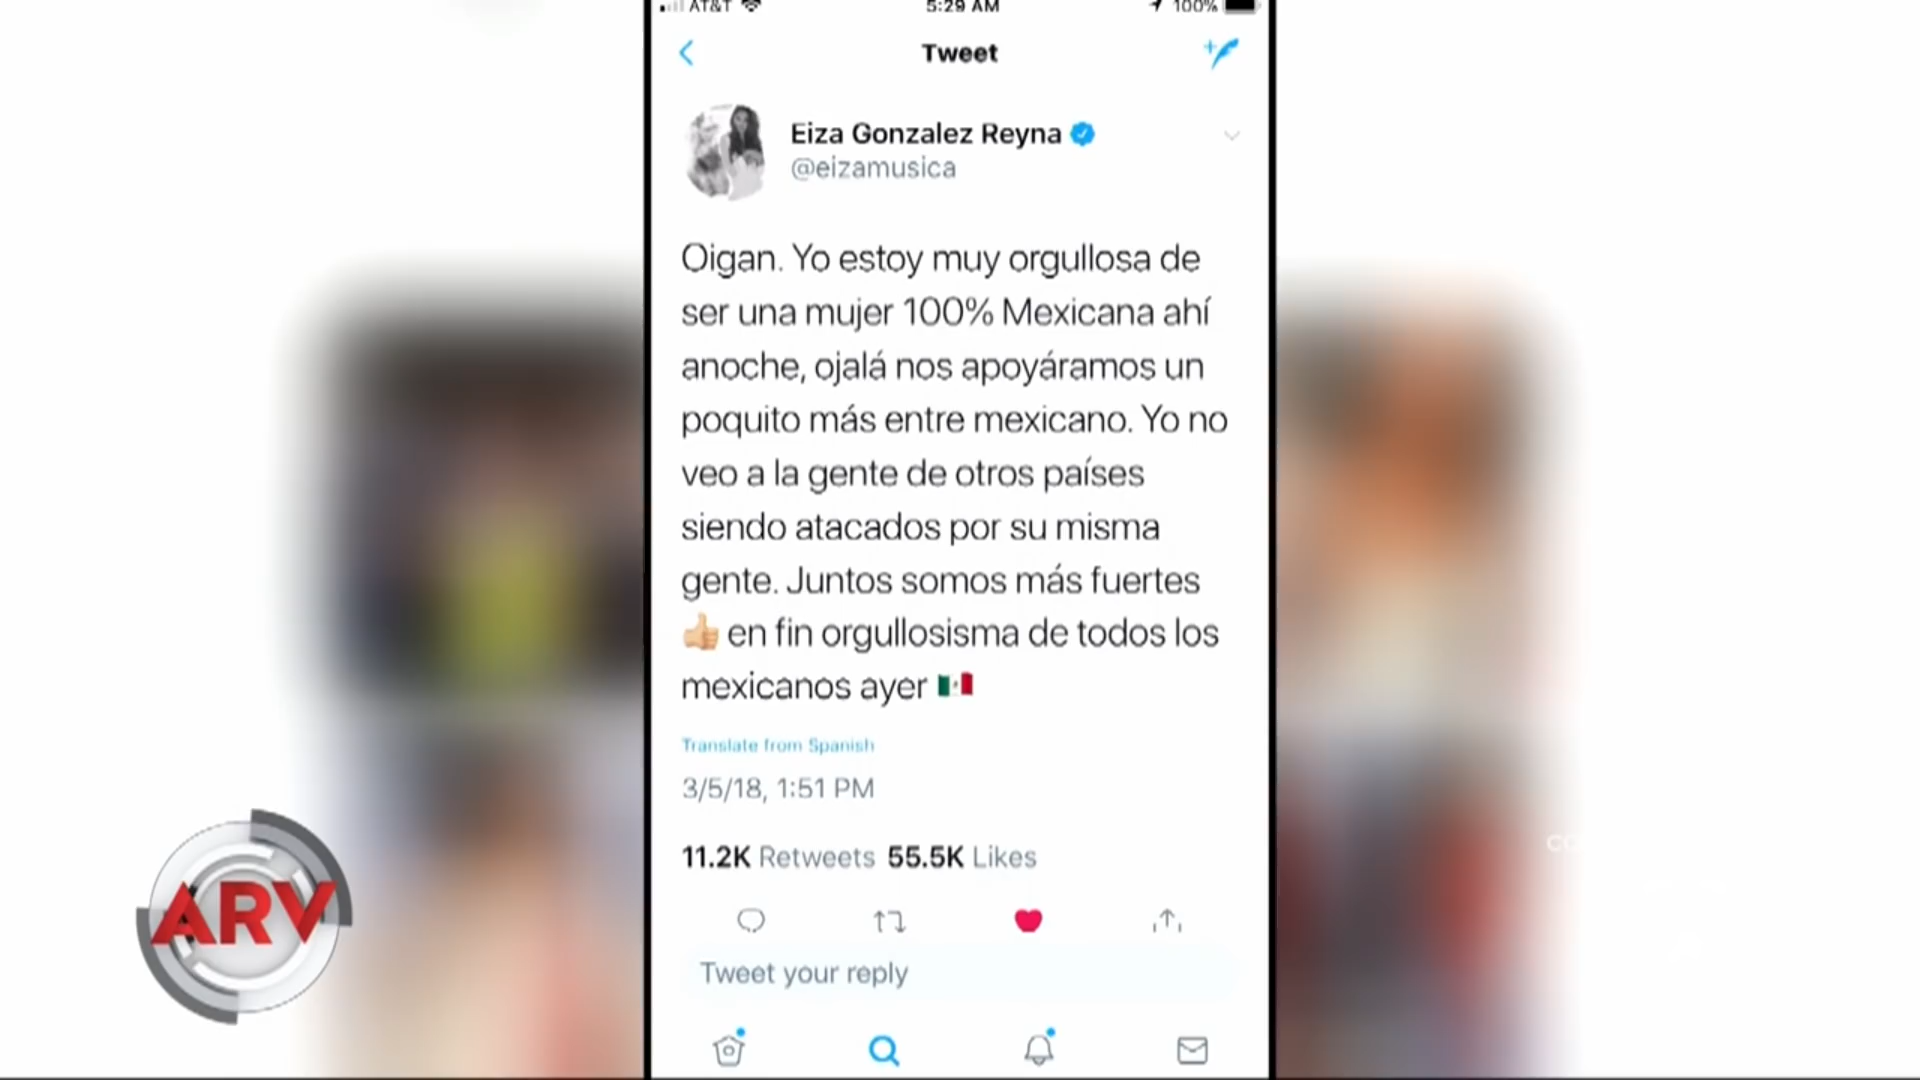 AT&T 5:29 AM 100%
Tweet
Eiza Gonzalez Reyna
@eizamusica
Oigan. Yo estoy muy orgullosa de
ser una mujer 100% Mexicana ahí
anoche, ojalá nos apoyáramos un
poquito más entre mexicano. Yo no
veo a la gente de otros países
siendo atacados por su misma
gente. Juntos somos más fuertes
👍🏼 en fin orgullosisma de todos los
mexicanos ayer 🇲🇽
Translate from Spanish
3/5/18, 1:51 PM
11.2K Retweets 55.5K Likes
Tweet your reply
ARV